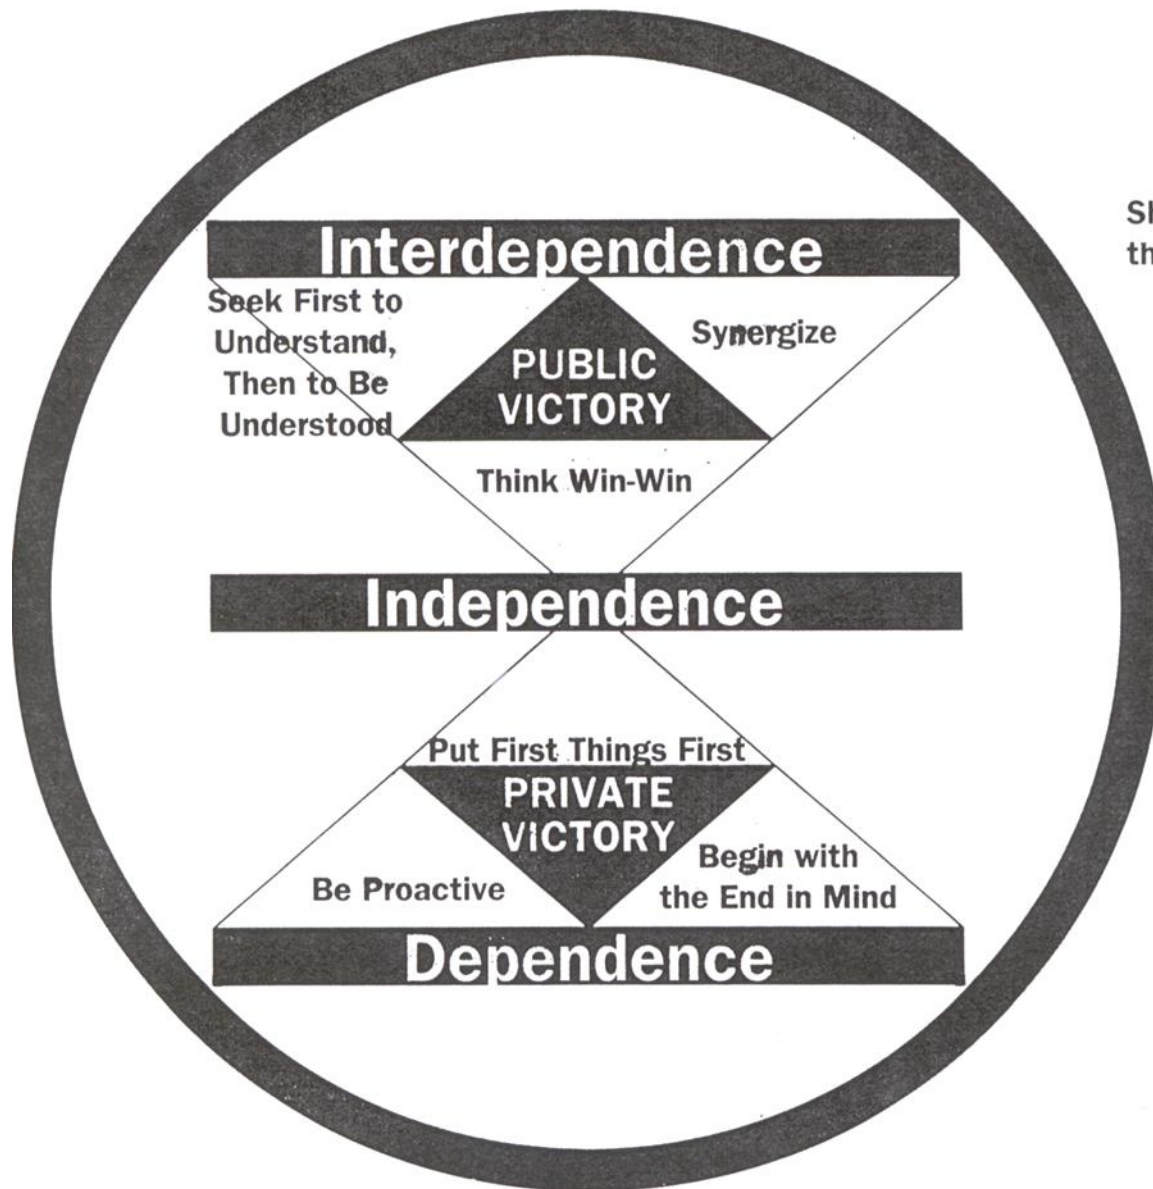 Interdependence
Seek First to
Understand,
Then to Be
Understood
PUBLIC
VICTORY
Synergize
Think Win-Win
Independence
Put First Things First
PRIVATE
VICTORY
Be Proactive
Begin with
the End in Mind
Dependence